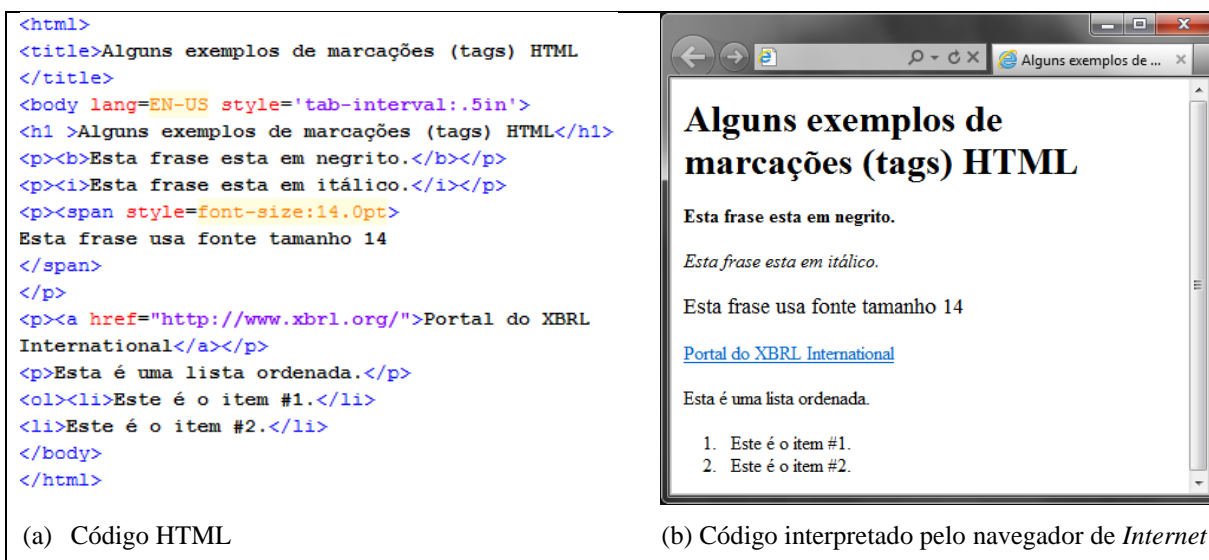 <html>
<title>Alguns exemplos de marcações (tags) HTML
</title>
<body lang=EN-US style='tab-interval:.5in'>
<h1 >Alguns exemplos de marcações (tags) HTML</h1>
<p><b>Esta frase esta em negrito.</b></p>
<p><i>Esta frase esta em itálico.</i></p>
<p><span style=font-size:14.0pt>
Esta frase usa fonte tamanho 14
</span>
</p>
<p><a href="http://www.xbrl.org/">Portal do XBRL
International</a></p>
<p>Esta é uma lista ordenada.</p>
<ol><li>Este é o item #1.</li>
<li>Este é o item #2.</li>
</body>
</html>
(a) Código HTML
Alguns exemplos de ...
Alguns exemplos de
marcações (tags) HTML
Esta frase esta em negrito.
Esta frase esta em itálico.
Esta frase usa fonte tamanho 14
Portal do XBRL International
Esta é uma lista ordenada.
1. Este é o item #1.
2. Este é o item #2.
(b) Código interpretado pelo navegador de Internet